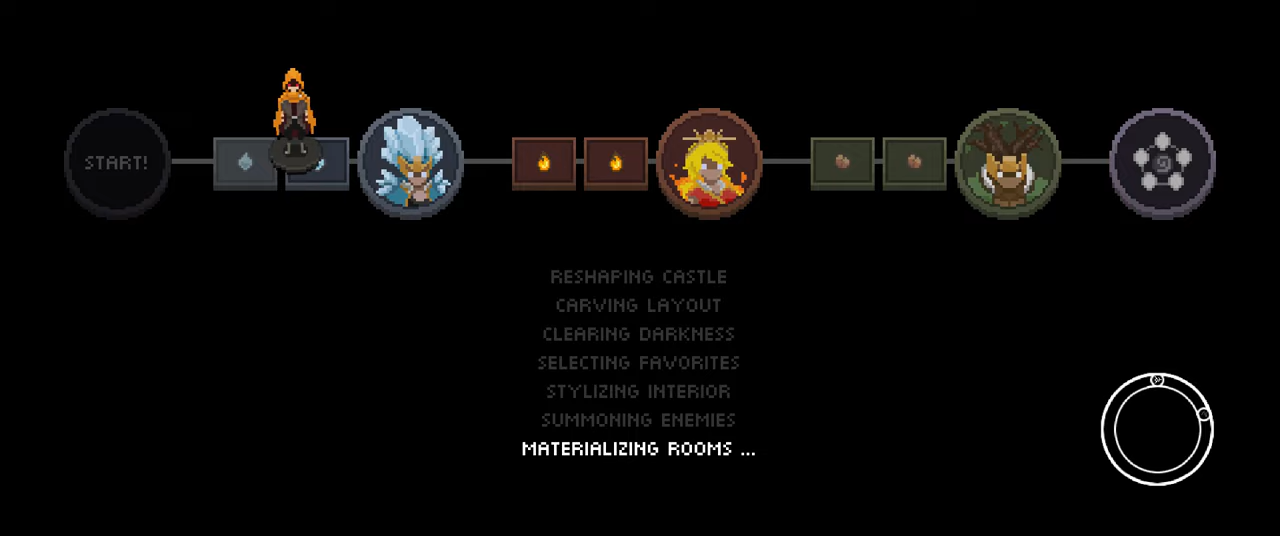 START!
RESHAPING CASTLE
CARVING LAYOUT
CLEARING DARKNESS
SELECTING FAVORITES
STYLIZING INTERIOR
SUMMONING ENEMIES
MATERIALIZING ROOMS ...